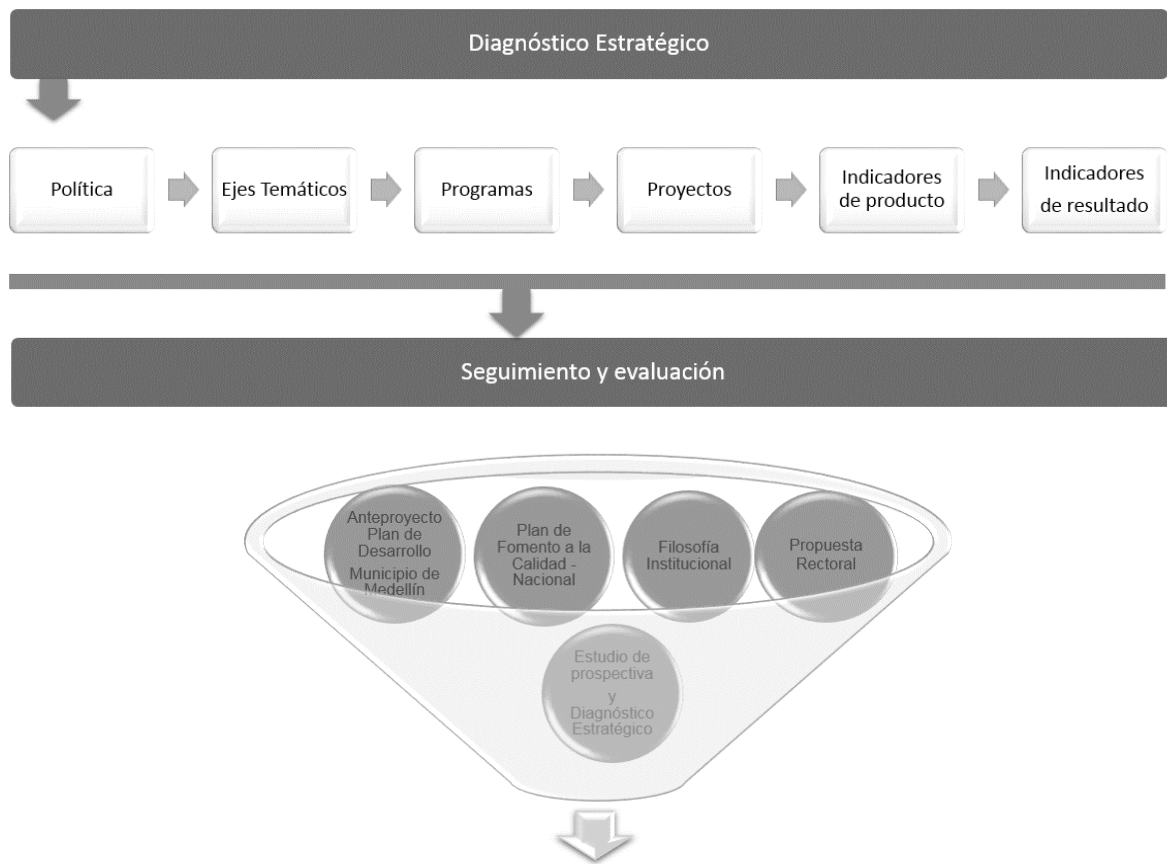 Diagnóstico Estratégico
Política
Ejes Temáticos
Programas
Proyectos
Indicadores
de producto
Indicadores
de resultado
Seguimiento y evaluación
Anteproyecto
Plan de
Desarrollo
Municipio de
Medellín
Plan de
Fomento a la
Calidad -
Nacional
Filosofía
Institucional
Propuesta
Rectoral
Estudio de
prospectiva
y
Diagnóstico
Estratégico